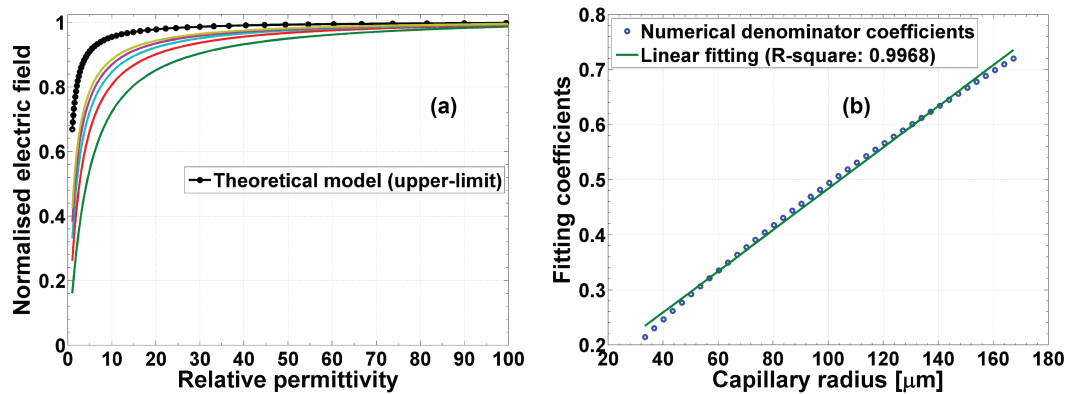 1
0.8
0.6
0.4
0.2
0
0 10 20 30 40 50 60 70 80 90 100
Normalised electric field
Relative permittivity
(a)
Theoretical model (upper-limit)
0.8
0.7
0.6
0.5
0.4
0.3
0.2
20 40 60 80 100 120 140 160 180
Fitting coefficients
Capillary radius [μm]
Numerical denominator coefficients
Linear fitting (R-square: 0.9968)
(b)